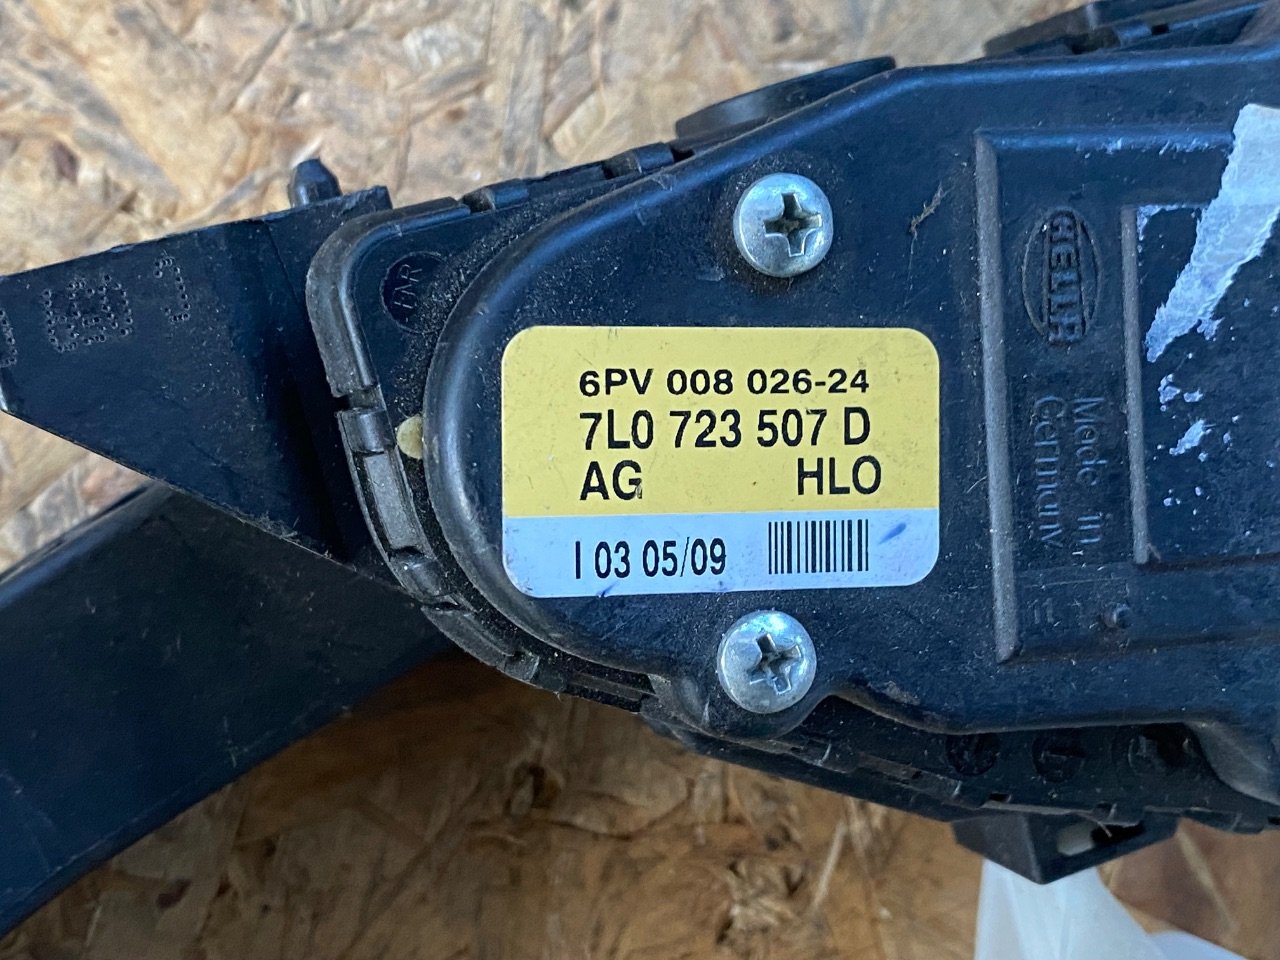 6PV 008 026-24
7L0 723 507 D
AG HLO
I 03 05/09
HELLA
Made in
Germany